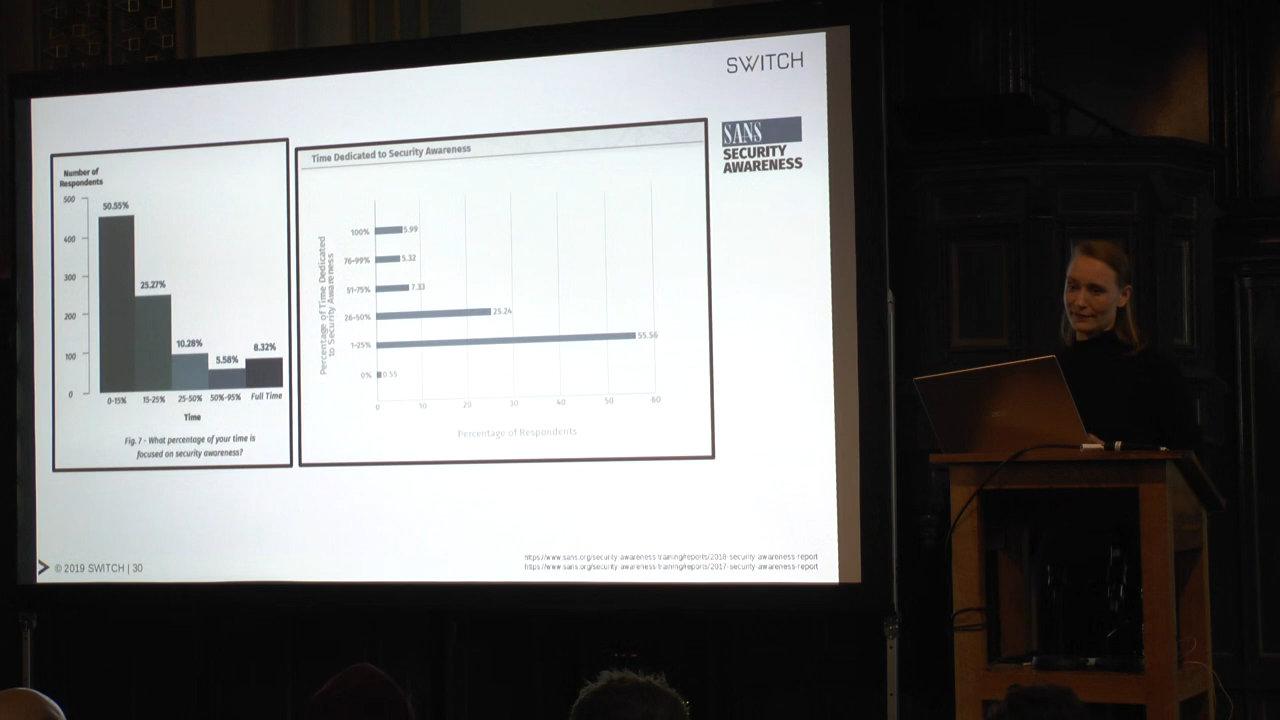 SWITCH
SANS
SECURITY
AWARENESS
Number of
Respondents
500
400
300
200
100
0
50.55%
25.27%
10.28%
5.58%
8.32%
0-15%
15-25%
25-50%
50%-95%
Full Time
Time
Fig. 7 - What percentage of your time is
focused on security awareness?
Time Dedicated to Security Awareness
Percentage of Time Dedicated
to Security Awareness
100%
5.99
76-99%
5.32
51-75%
7.33
26-50%
25.24
1-25%
55.56
0%
0.55
0
10
20
30
40
50
60
Percentage of Respondents
https://www.sans.org/security-awareness-training/reports/2018-security-awareness-report
https://www.sans.org/security-awareness-training/reports/2017-security-awareness-report
© 2019 SWITCH | 30